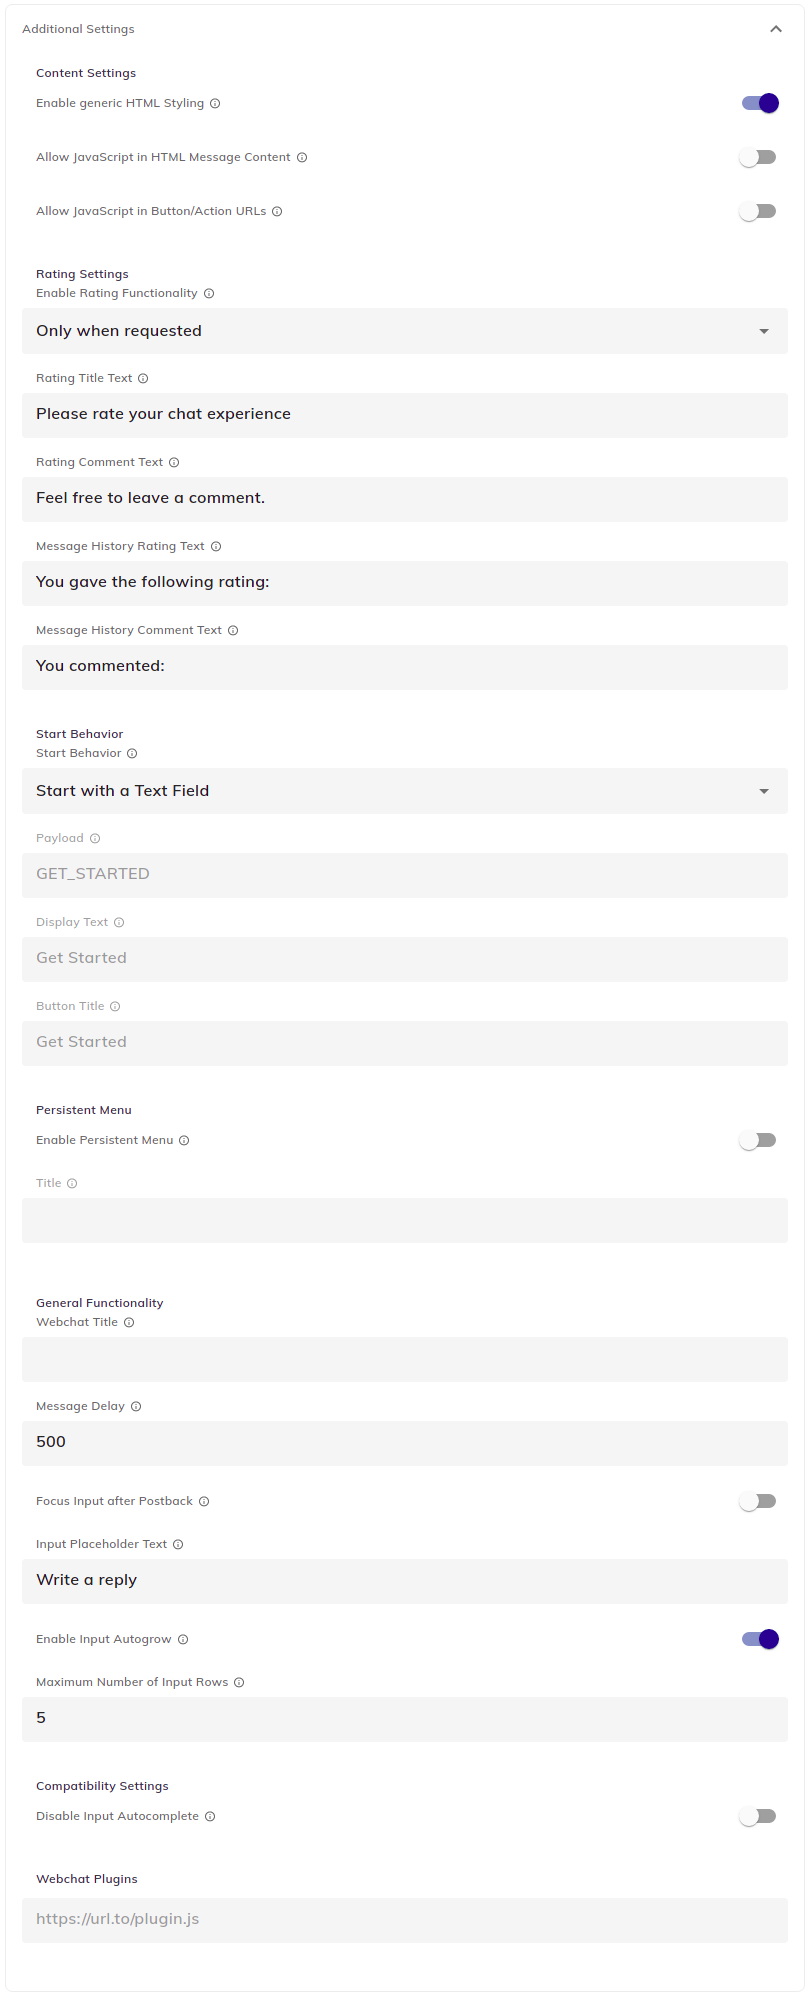 Additional Settings
Content Settings
Enable generic HTML Styling
Allow JavaScript in HTML Message Content
Allow JavaScript in Button/Action URLs
Rating Settings
Enable Rating Functionality
Only when requested
Rating Title Text
Please rate your chat experience
Rating Comment Text
Feel free to leave a comment.
Message History Rating Text
You gave the following rating:
Message History Comment Text
You commented:
Start Behavior
Start Behavior
Start with a Text Field
Payload
GET_STARTED
Display Text
Get Started
Button Title
Get Started
Persistent Menu
Enable Persistent Menu
Title
General Functionality
Webchat Title
Message Delay
500
Focus Input after Postback
Input Placeholder Text
Write a reply
Enable Input Autogrow
Maximum Number of Input Rows
5
Compatibility Settings
Disable Input Autocomplete
Webchat Plugins
https://url.to/plugin.js